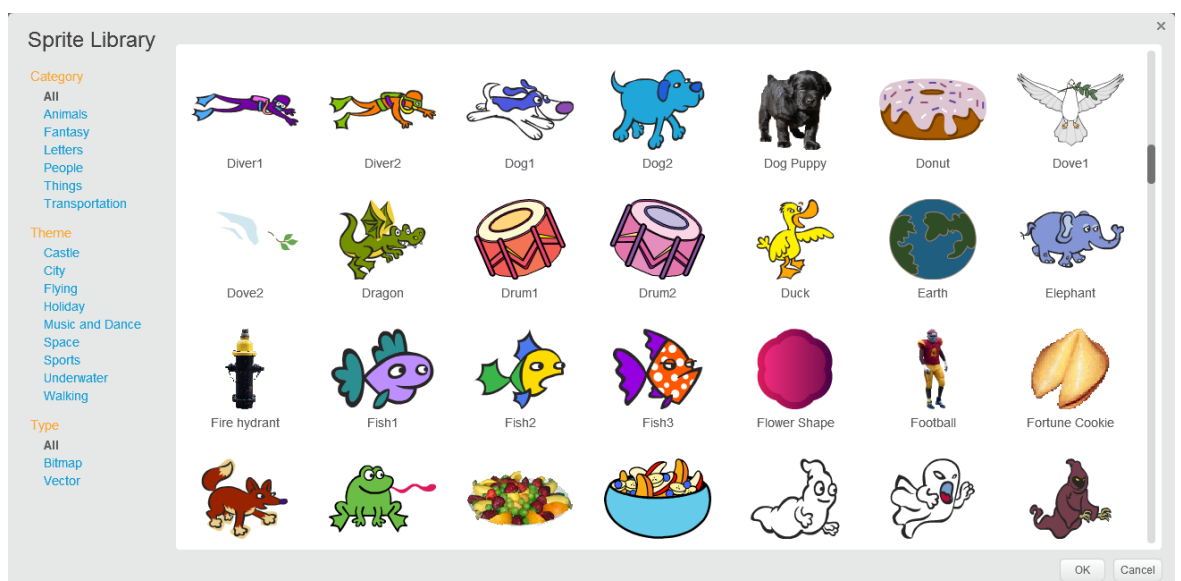 Sprite Library
×
Category
All
Animals
Fantasy
Letters
People
Things
Transportation
Theme
Castle
City
Flying
Holiday
Music and Dance
Space
Sports
Underwater
Walking
Type
All
Bitmap
Vector
Diver1 Diver2 Dog1 Dog2 Dog Puppy Donut Dove1
Dove2 Dragon Drum1 Drum2 Duck Earth Elephant
Fire hydrant Fish1 Fish2 Fish3 Flower Shape Football Fortune Cookie
OK Cancel